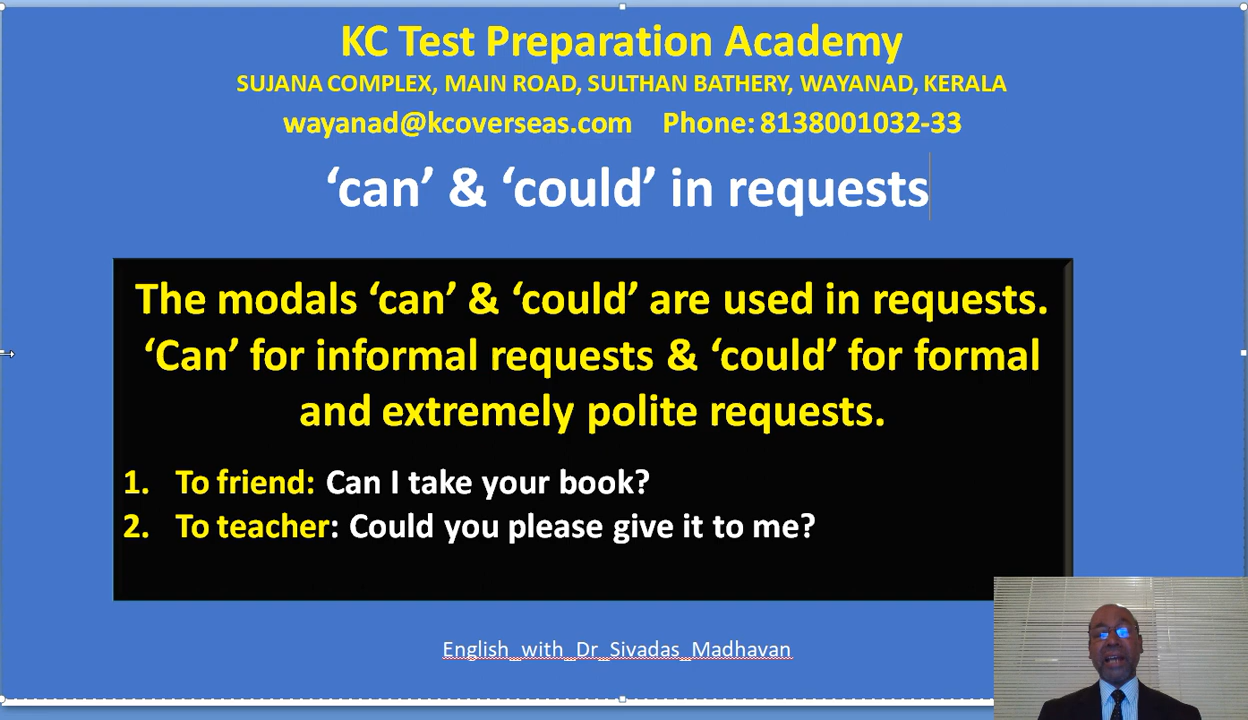 KC Test Preparation Academy
SUJANA COMPLEX, MAIN ROAD, SULTHAN BATHERY, WAYANAD, KERALA
wayanad@kcoverseas.com Phone: 8138001032-33
‘can’ & ‘could’ in requests
The modals ‘can’ & ‘could’ are used in requests.
‘Can’ for informal requests & ‘could’ for formal
and extremely polite requests.
1. To friend: Can I take your book?
2. To teacher: Could you please give it to me?
English_with_Dr_Sivadas_Madhavan